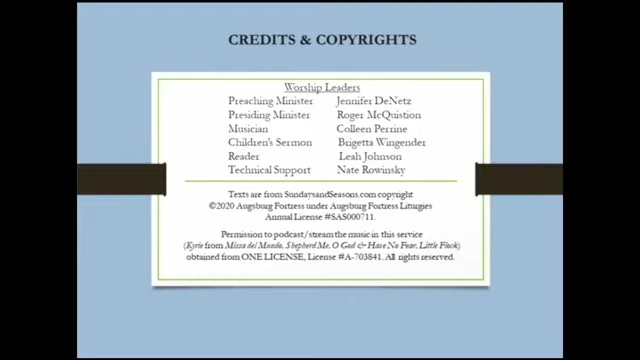 CREDITS & COPYRIGHTS
Worship Leaders
Preaching Minister Jennifer DeNetz
Presiding Minister Roger McQuistion
Musician Colleen Perrine
Children's Sermon Brigetta Wingender
Reader Leah Johnson
Technical Support Nate Rowinsky
Texts are from SundaysandSeasons.com copyright
©2020 Augsburg Fortress under Augsburg Fortress Liturgies
Annual License #SAS000711.
Permission to podcast/stream the music in this service
(Kyrie from Missa del Mundo, Shepherd Me, O God & Have No Fear, Little Flock)
obtained from ONE LICENSE, License #A-703841. All rights reserved.